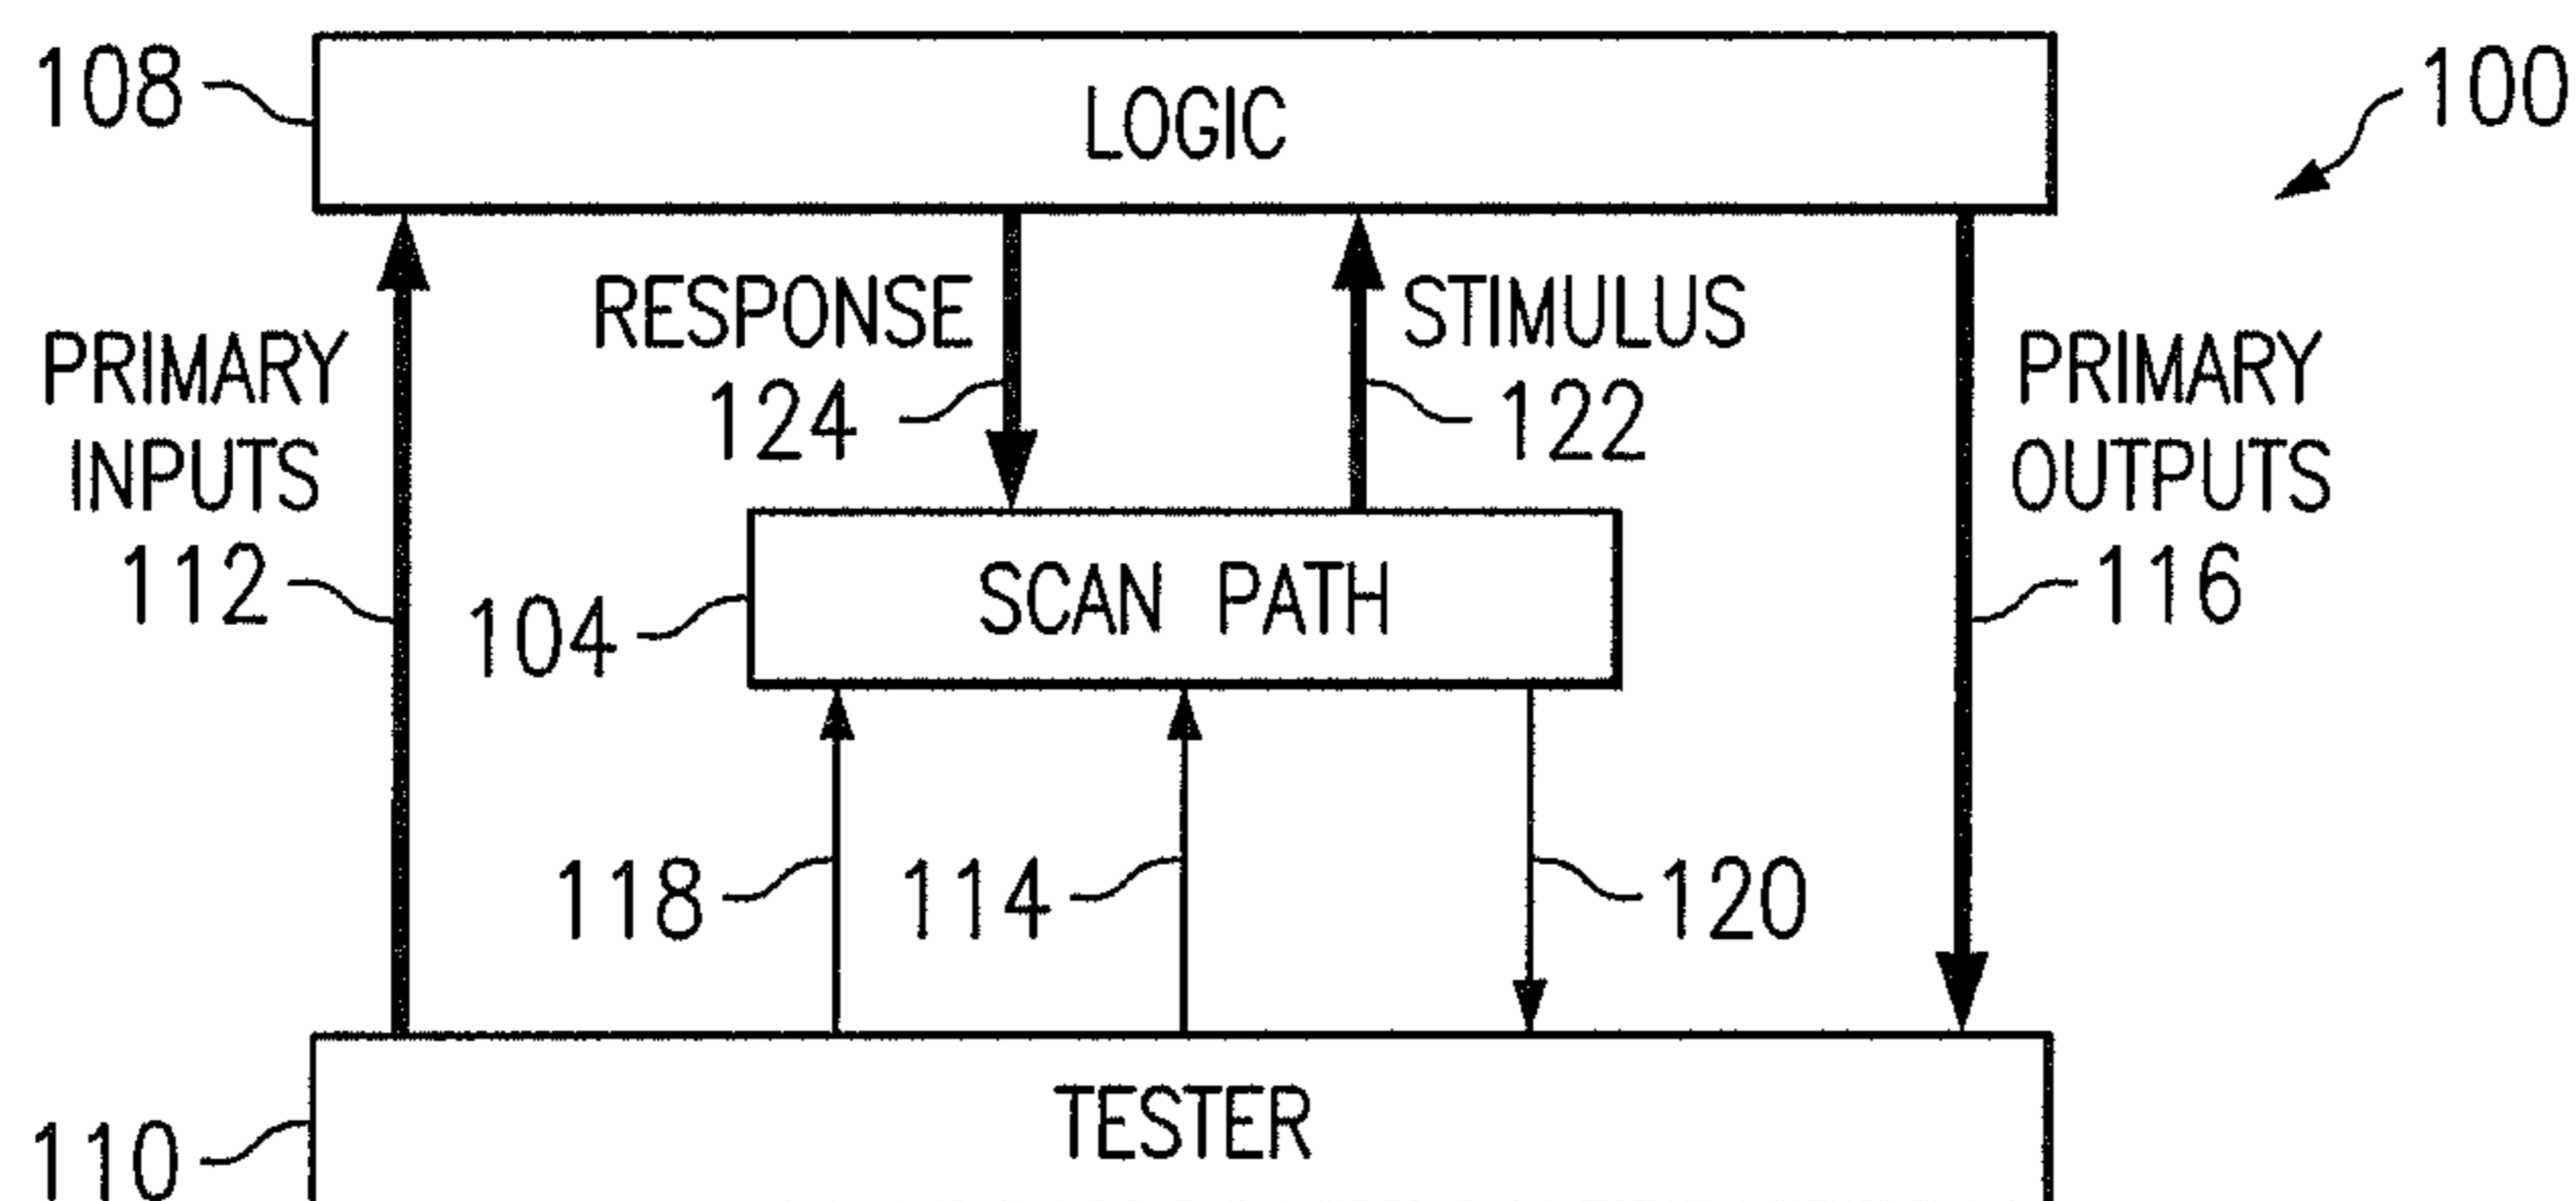 108
LOGIC
100
RESPONSE
124
STIMULUS
122
PRIMARY
INPUTS
112
PRIMARY
OUTPUTS
116
104
SCAN PATH
118
114
120
110
TESTER